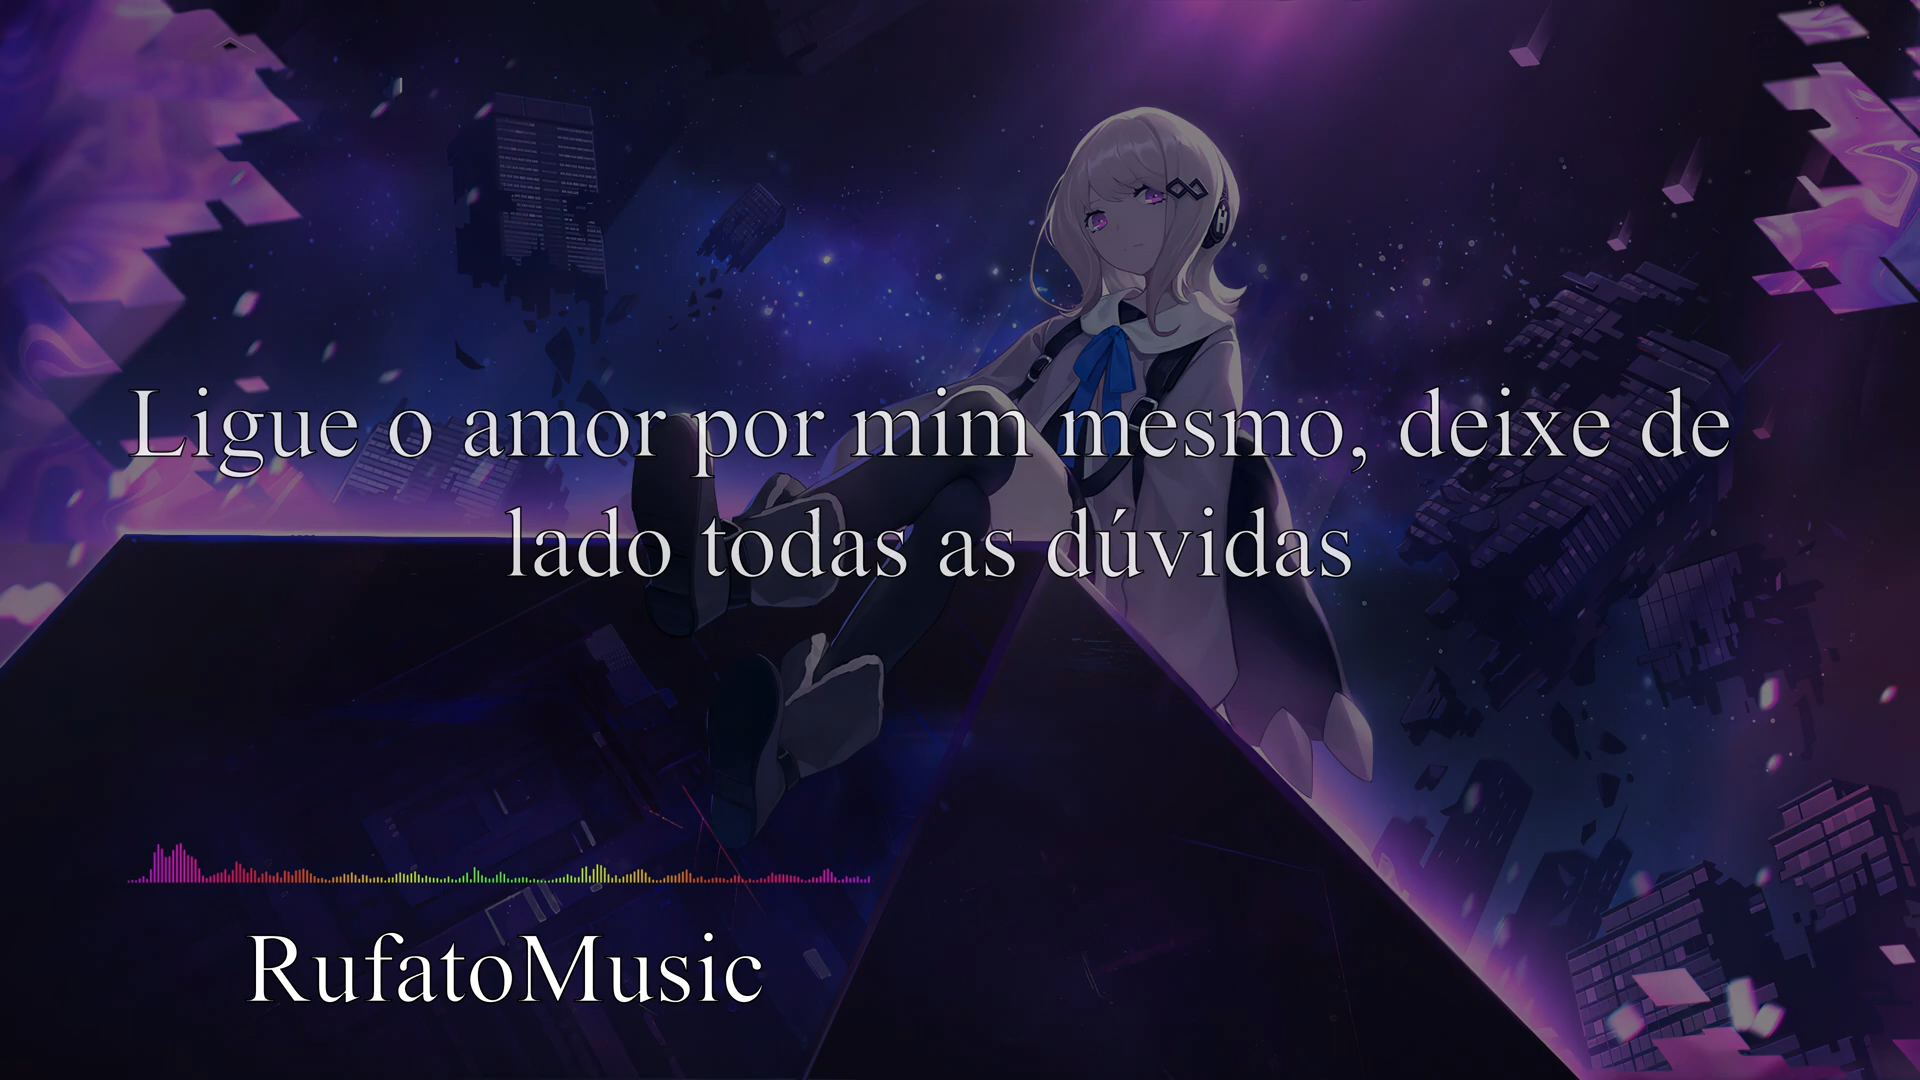 Ligue o amor por mim mesmo, deixe de
lado todas as dúvidas
RufatoMusic